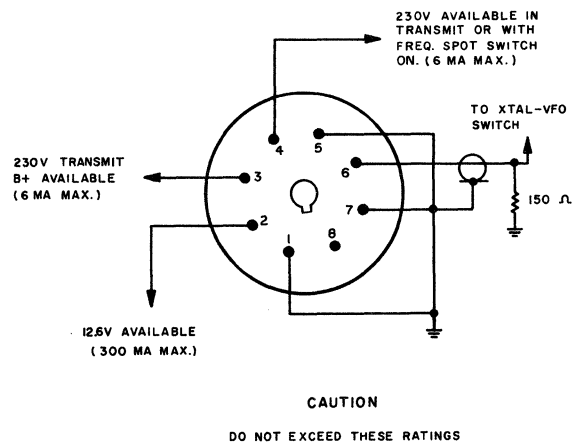 230V AVAILABLE IN
TRANSMIT OR WITH
FREQ. SPOT SWITCH
ON. (6 MA MAX.)
TO XTAL-VFO
SWITCH
4
5
6
230V TRANSMIT
B+ AVAILABLE
(6 MA MAX.)
3
7
150 Ω
2
1
8
12.6V AVAILABLE
(300 MA MAX.)
CAUTION
DO NOT EXCEED THESE RATINGS